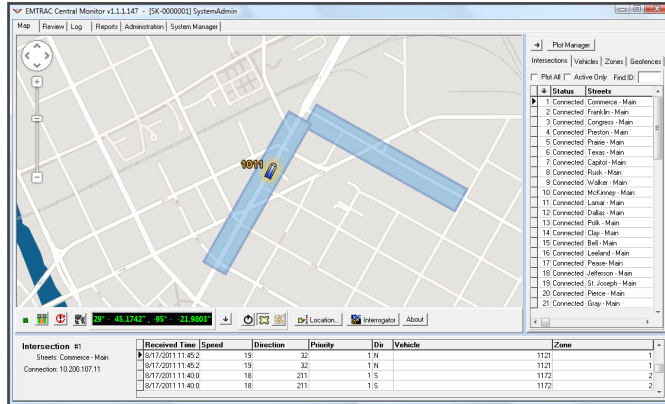 EMTRAC Central Monitor v1.1.1.147 - [SK-0000001] SystemAdmin
Map Review Log Reports Administration System Manager
Plot Manager
Intersections Vehicles Zones Geofences
Plot All Active Only Find ID:
Status Streets
1 Connected Commerce - Main
2 Connected Franklin - Main
3 Connected Congress - Main
4 Connected Preston - Main
5 Connected Prairie - Main
6 Connected Texas - Main
7 Connected Capitol - Main
8 Connected Rusk - Main
9 Connected Walker - Main
10 Connected McKinney - Main
11 Connected Lamar - Main
12 Connected Dallas - Main
13 Connected Polk - Main
14 Connected Clay - Main
15 Connected Bell - Main
16 Connected Leeland - Main
17 Connected Pease- Main
18 Connected Jefferson - Main
19 Connected St. Joseph - Main
20 Connected Pierce - Main
21 Connected Gray - Main
1011
29° - 45.1742", -95° - -21.9803"
Location... Interrogator About
Intersection #1
Streets: Commerce - Main
Connection: 10.200.107.11
Received Time Speed Direction Priority Dir Vehicle Zone
8/17/2011 11:45:2 19 32 1 N 1121 1
8/17/2011 11:45:2 19 32 1 N 1121 1
8/17/2011 11:40:0 18 211 1 S 1172 2
8/17/2011 11:40:0 18 211 1 S 1172 2